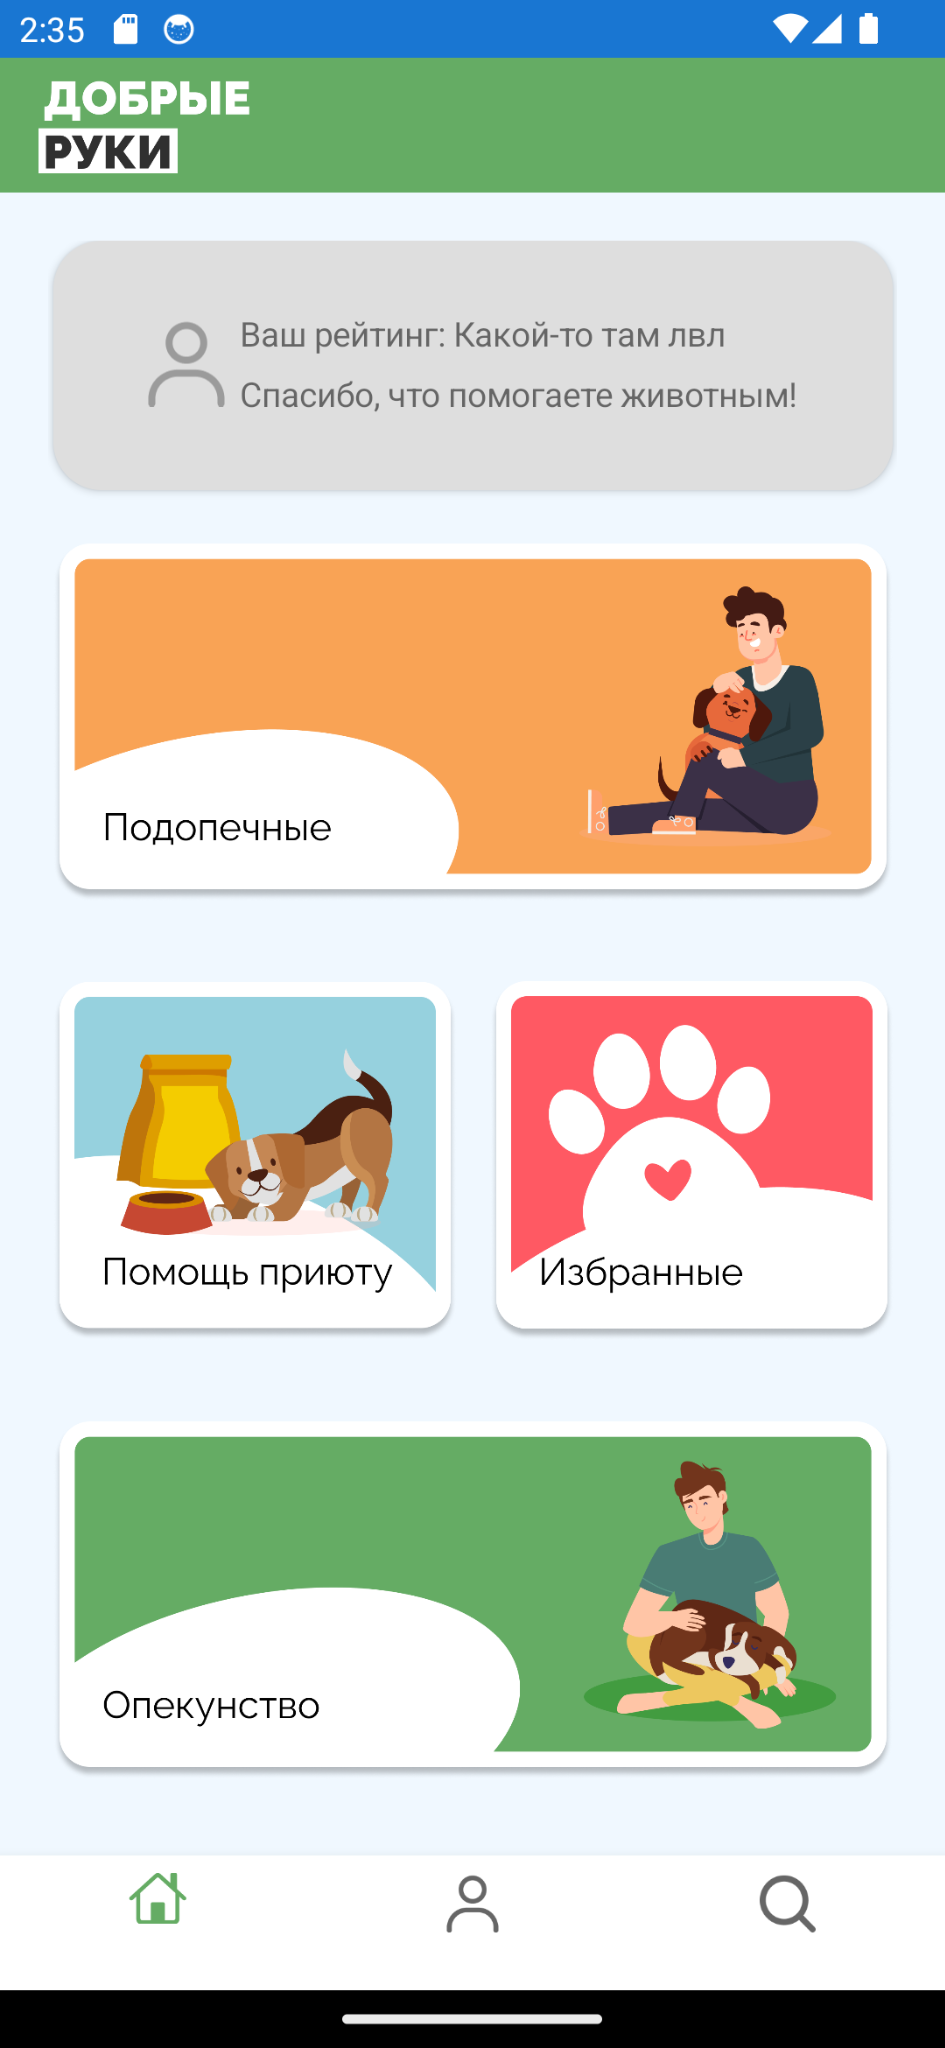 2:35
ДОБРЫЕ
РУКИ
Ваш рейтинг: Какой-то там лвл
Спасибо, что помогаете животным!
Подопечные
Помощь приюту
Избранные
Опекунство